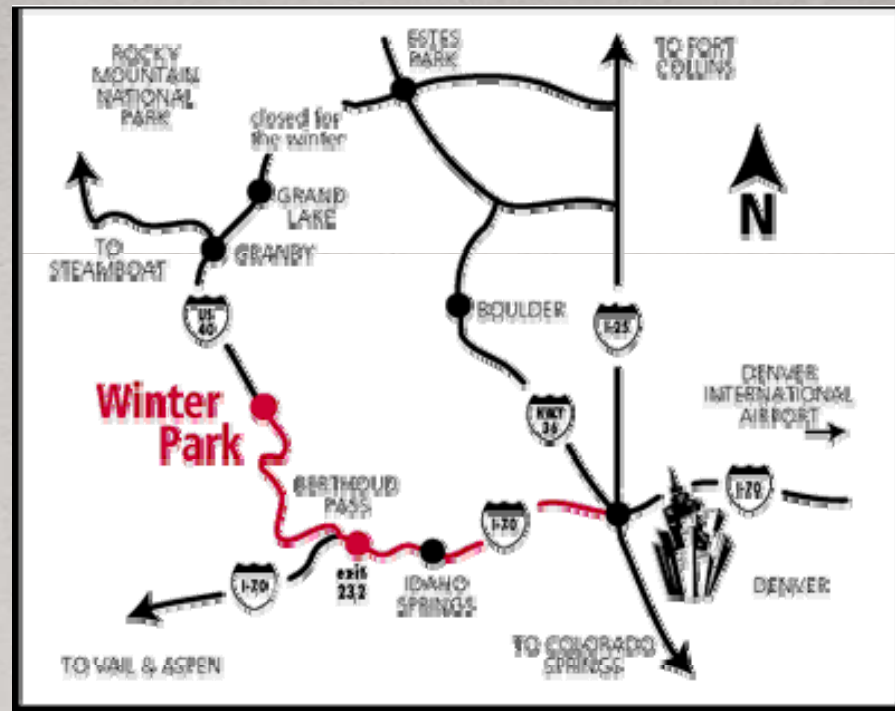 ROCKY
MOUNTAIN
NATIONAL
PARK
ESTES
PARK
TO FORT
COLLINS
closed for
the winter
N
GRAND
LAKE
TO
STEAMBOAT
GRANBY
US
40
BOULDER
I-25
Winter
Park
DENVER
INTERNATIONAL
AIRPORT
HWY
36
BERTHOUD
PASS
I-70
I-70
I-70
exit
232
IDAHO
SPRINGS
DENVER
TO VAIL & ASPEN
TO COLORADO
SPRINGS